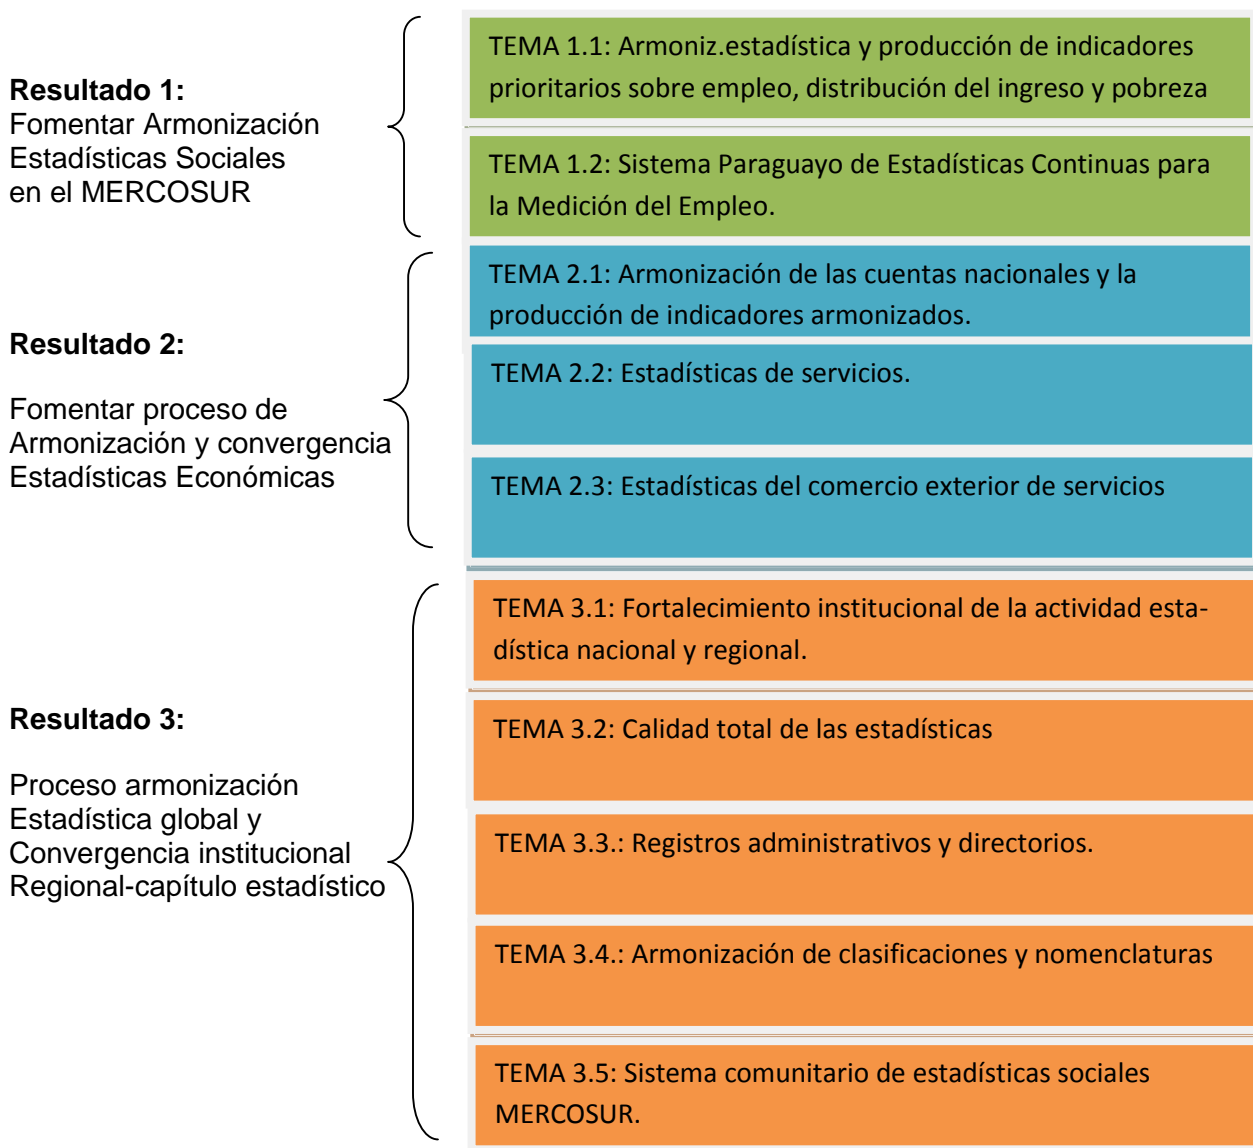 Resultado 1:
Fomentar Armonización
Estadísticas Sociales
en el MERCOSUR
TEMA 1.1: Armoniz.estadística y producción de indicadores
prioritarios sobre empleo, distribución del ingreso y pobreza
TEMA 1.2: Sistema Paraguayo de Estadísticas Continuas para
la Medición del Empleo.
Resultado 2:
Fomentar proceso de
Armonización y convergencia
Estadísticas Económicas
TEMA 2.1: Armonización de las cuentas nacionales y la
producción de indicadores armonizados.
TEMA 2.2: Estadísticas de servicios.
TEMA 2.3: Estadísticas del comercio exterior de servicios
Resultado 3:
Proceso armonización
Estadística global y
Convergencia institucional
Regional-capítulo estadístico
TEMA 3.1: Fortalecimiento institucional de la actividad esta-
dística nacional y regional.
TEMA 3.2: Calidad total de las estadísticas
TEMA 3.3.: Registros administrativos y directorios.
TEMA 3.4.: Armonización de clasificaciones y nomenclaturas
TEMA 3.5: Sistema comunitario de estadísticas sociales
MERCOSUR.